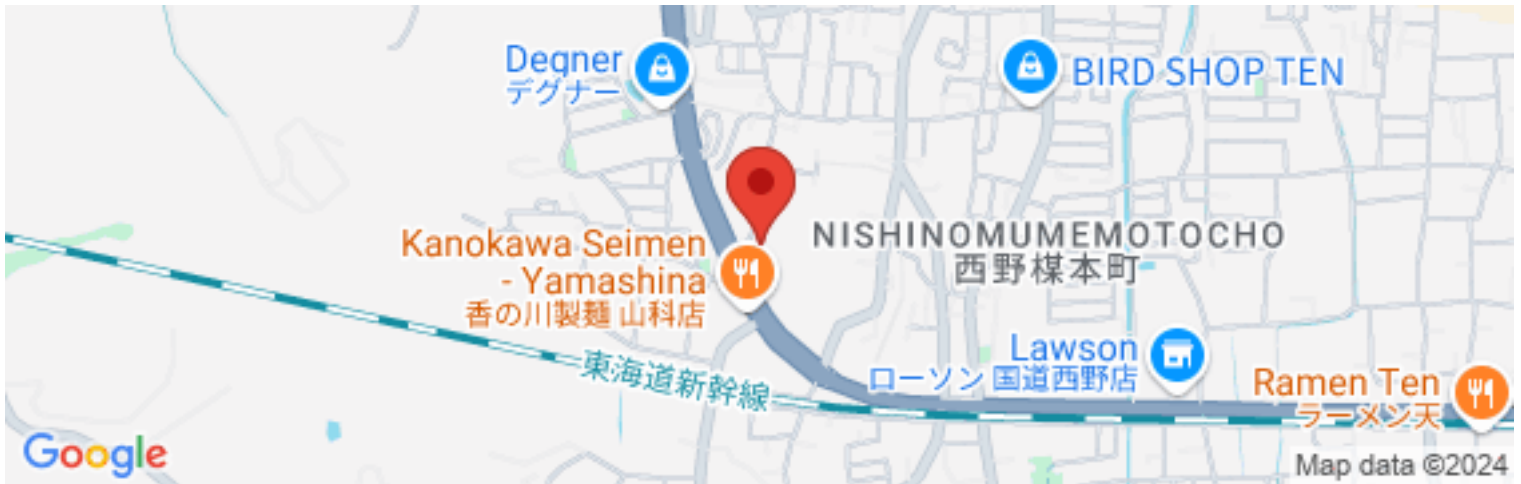 Degner
デグナー
BIRD SHOP TEN
Kanokawa Seimen
- Yamashina
香の川製麺 山科店
NISHINOMUMEMOTOCHO
西野楳本町
東海道新幹線
Lawson
ローソン 国道西野店
Ramen Ten
ラーメン天
Google
Map data ©2024